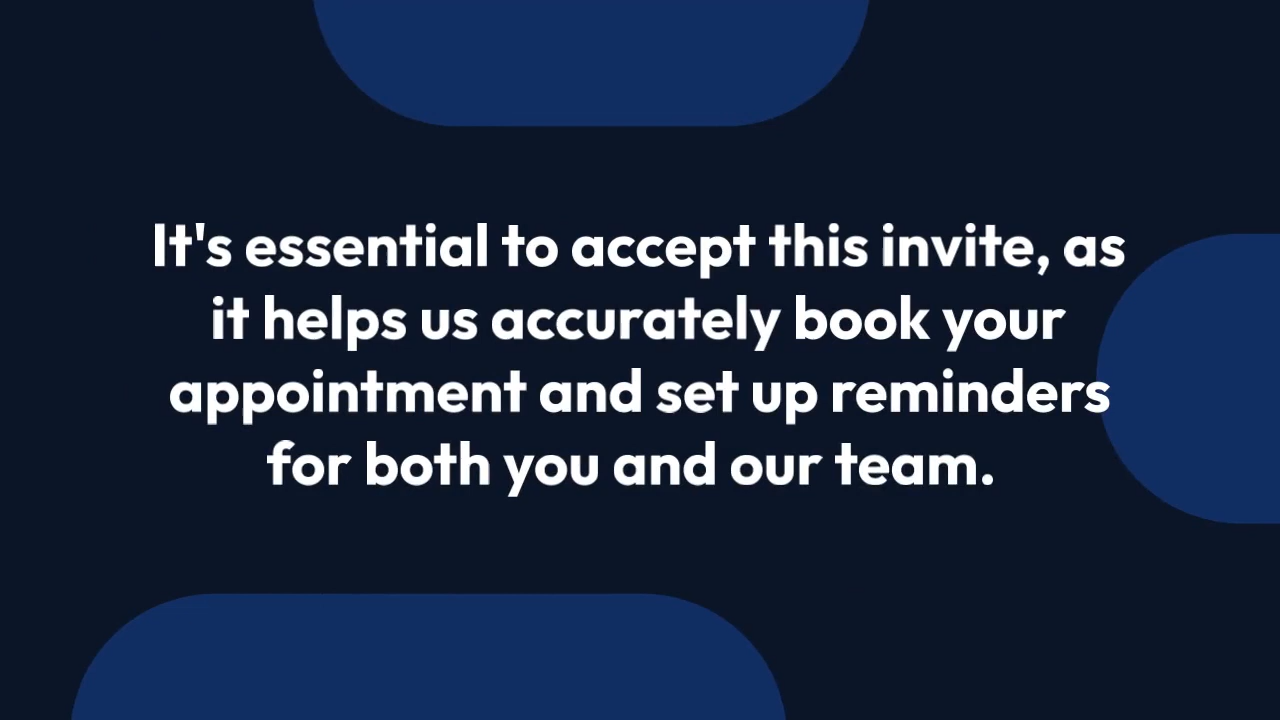 It's essential to accept this invite, as
it helps us accurately book your
appointment and set up reminders
for both you and our team.